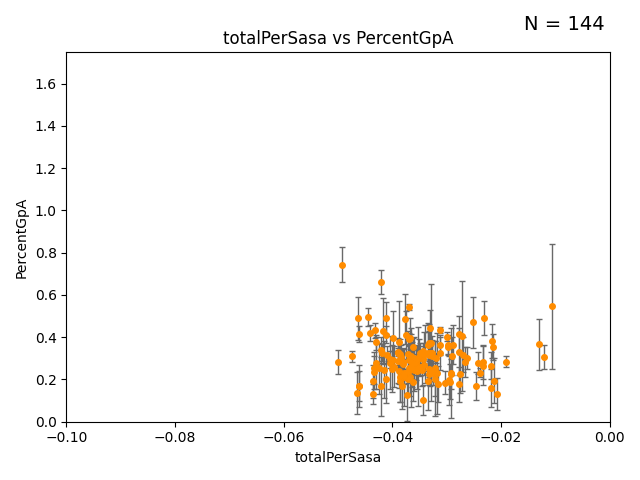 N = 144
totalPerSasa vs PercentGpA
PercentGpA
1.6
1.4
1.2
1.0
0.8
0.6
0.4
0.2
0.0
−0.10 −0.08 −0.06 −0.04 −0.02 0.00
totalPerSasa